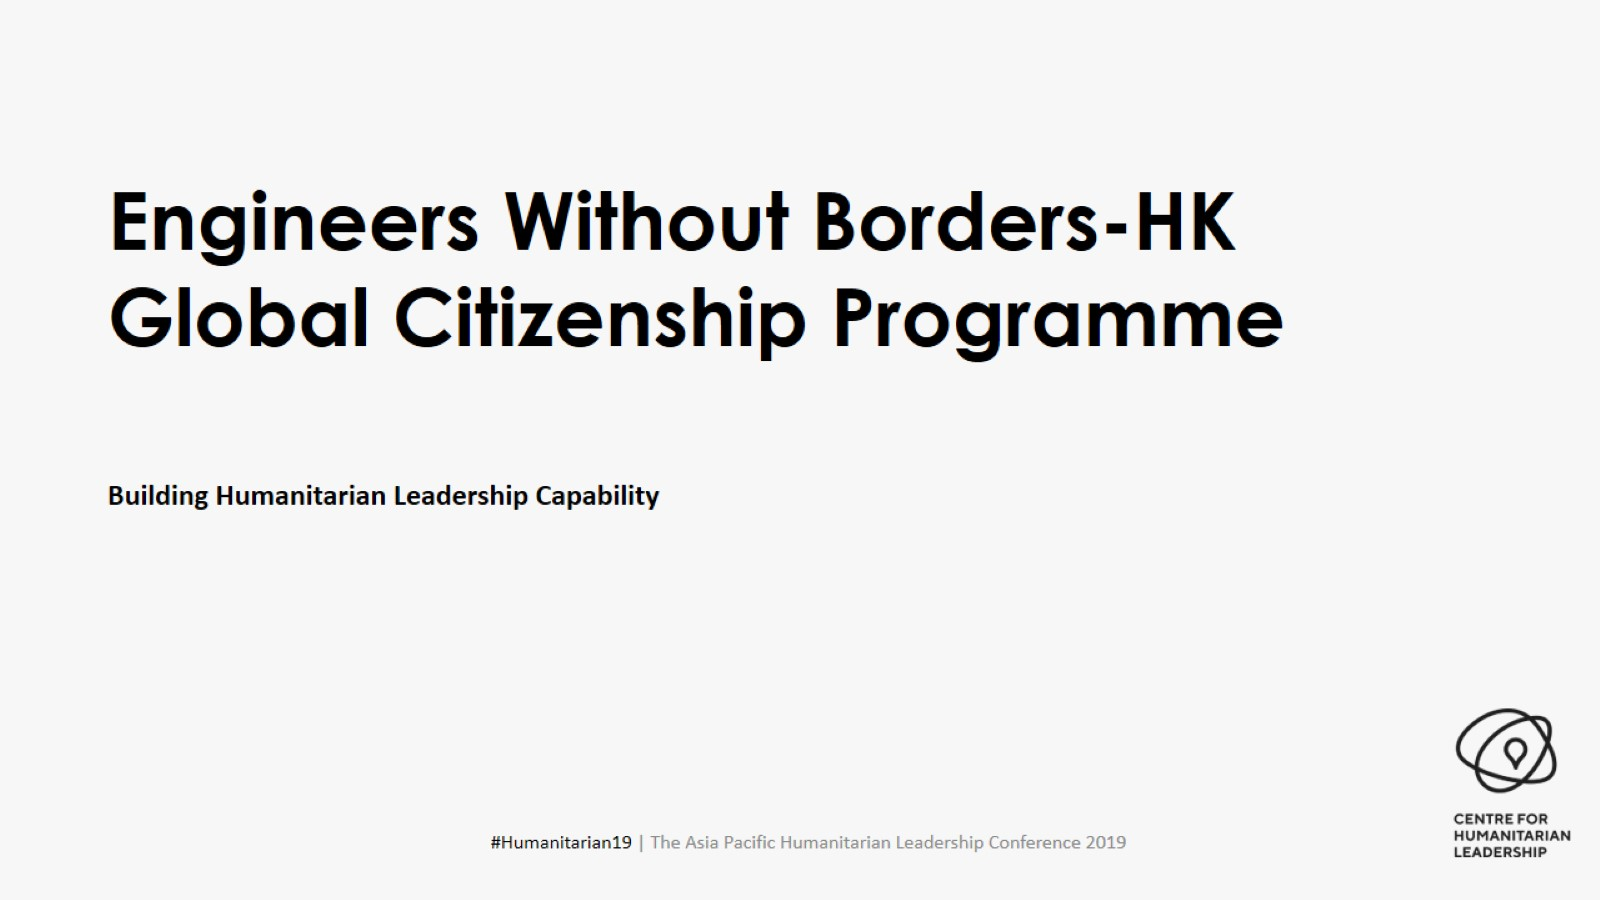 Engineers Without Borders-HK
Global Citizenship Programme
Building Humanitarian Leadership Capability
#Humanitarian19 | The Asia Pacific Humanitarian Leadership Conference 2019
CENTRE FOR
HUMANITARIAN
LEADERSHIP